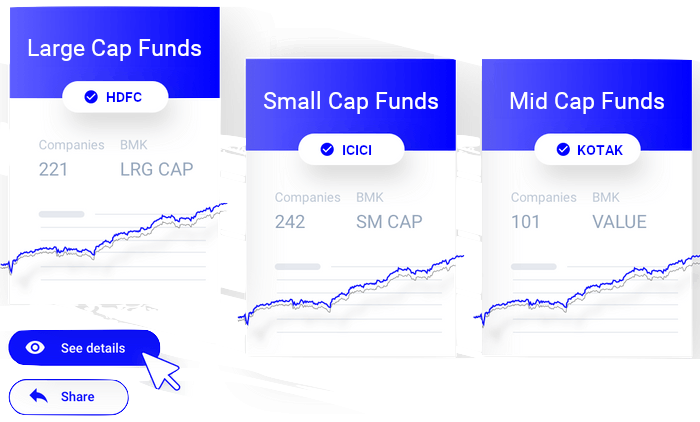 Large Cap Funds
HDFC
Companies BMK
221 LRG CAP
See details
Share
Small Cap Funds
ICICI
Companies BMK
242 SM CAP
Mid Cap Funds
KOTAK
Companies BMK
101 VALUE